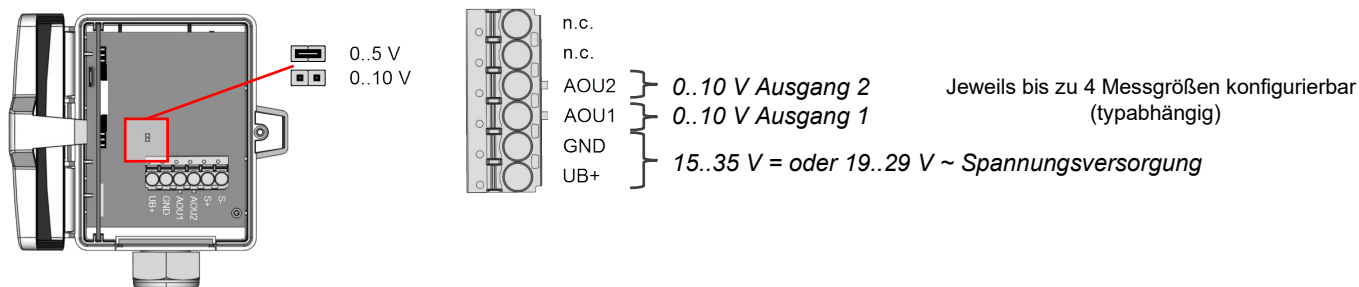 0..5 V
0..10 V
UB+
GND
AOU1
AOU2
S+
S-
n.c.
n.c.
AOU2
0..10 V Ausgang 2
AOU1
0..10 V Ausgang 1
GND
UB+
15..35 V = oder 19..29 V ~ Spannungsversorgung
Jeweils bis zu 4 Messgrößen konfigurierbar
(typabhängig)